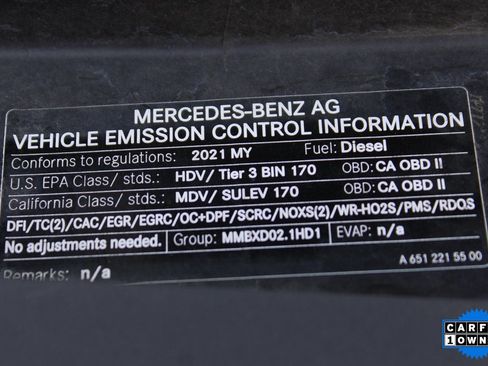 MERCEDES-BENZ AG
VEHICLE EMISSION CONTROL INFORMATION
Conforms to regulations: 2021 MY Fuel: Diesel
U.S. EPA Class/ stds.: HDV/ Tier 3 BIN 170 OBD: CA OBD II
California Class/ stds.: MDV/ SULEV 170 OBD: CA OBD II
DFI/TC(2)/CAC/EGR/EGRC/OC+DPF/SCRC/NOXS(2)/WR-HO2S/PMS/RDQS
No adjustments needed. Group: MMBXD02.1HD1 EVAP: n/a
Remarks: n/a
A 651 221 55 00
CARF
1 OWN